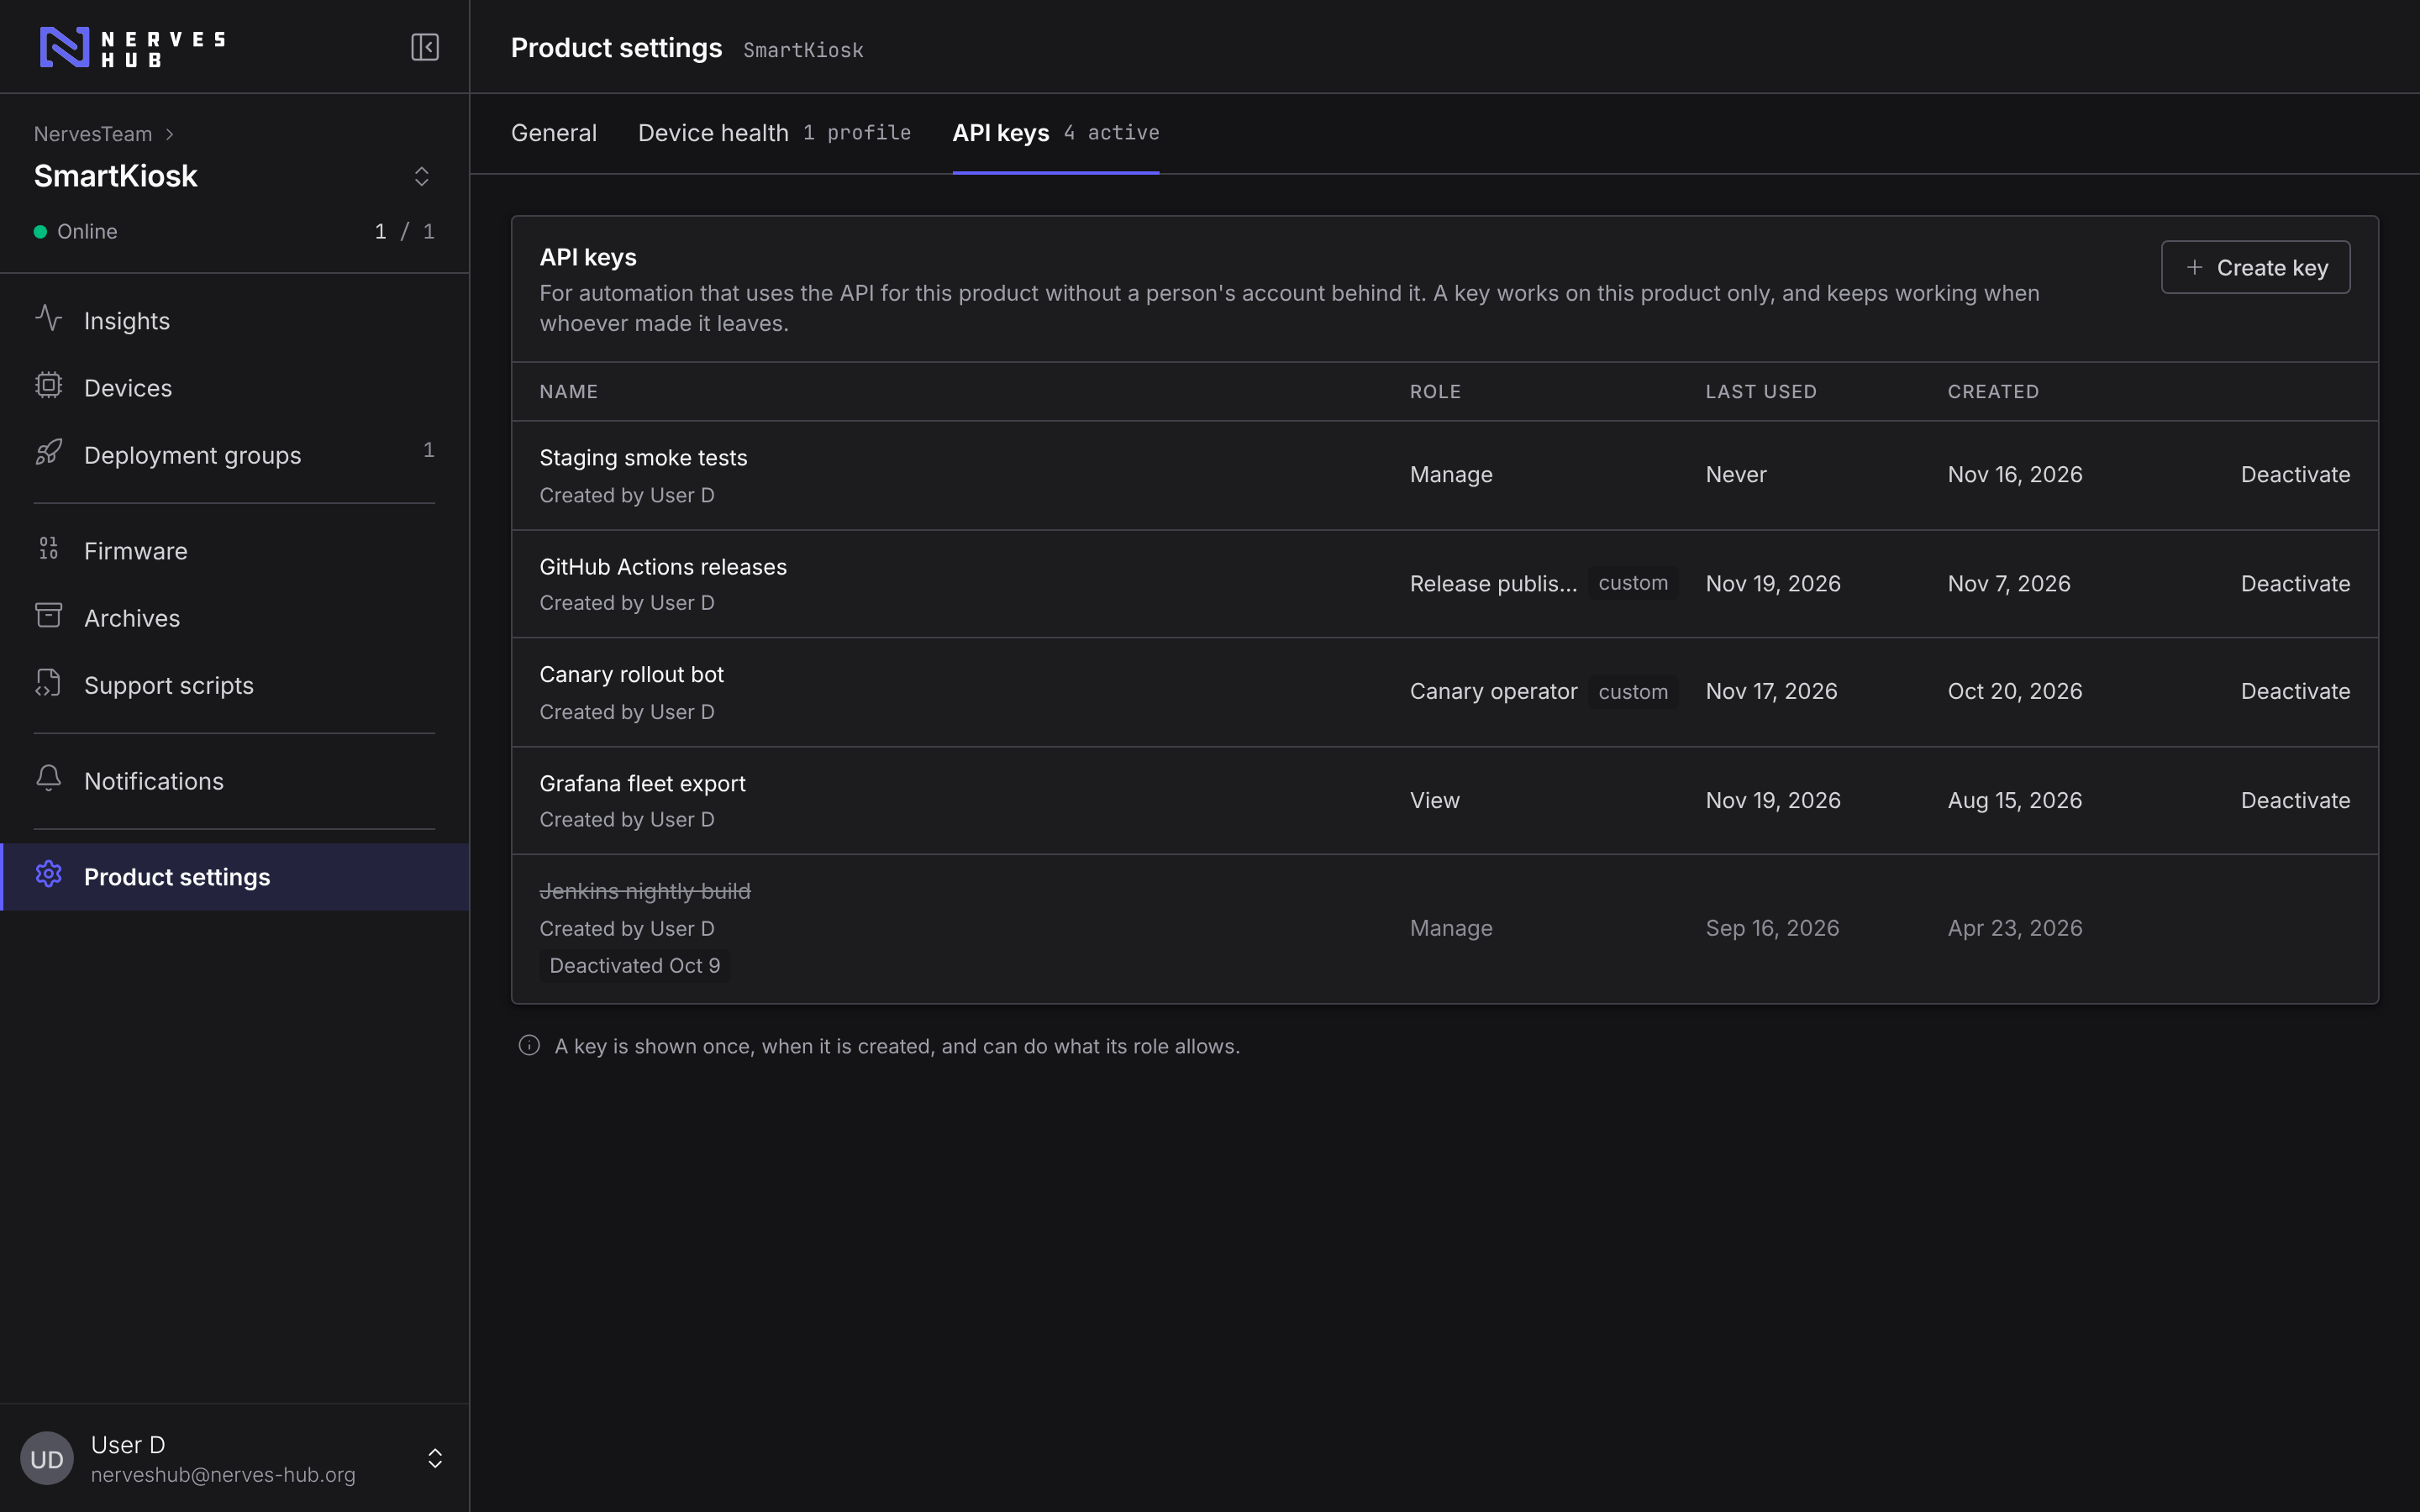 NERVES
HUB
NervesTeam
SmartKiosk
Online
1 / 1
Insights
Devices
Deployment groups 1
Firmware
Archives
Support scripts
Notifications
Product settings
User D
nerveshub@nerves-hub.org
UD
Product settings SmartKiosk
General Device health 1 profile API keys 4 active
API keys
For automation that uses the API for this product without a person's account behind it. A key works on this product only, and keeps working when
whoever made it leaves.
+ Create key
NAME ROLE LAST USED CREATED
Staging smoke tests
Created by User D
Manage Never Nov 16, 2026 Deactivate
GitHub Actions releases
Created by User D
Release publis... custom Nov 19, 2026 Nov 7, 2026 Deactivate
Canary rollout bot
Created by User D
Canary operator custom Nov 17, 2026 Oct 20, 2026 Deactivate
Grafana fleet export
Created by User D
View Nov 19, 2026 Aug 15, 2026 Deactivate
Jenkins nightly build
Created by User D
Deactivated Oct 9
Manage Sep 16, 2026 Apr 23, 2026
A key is shown once, when it is created, and can do what its role allows.